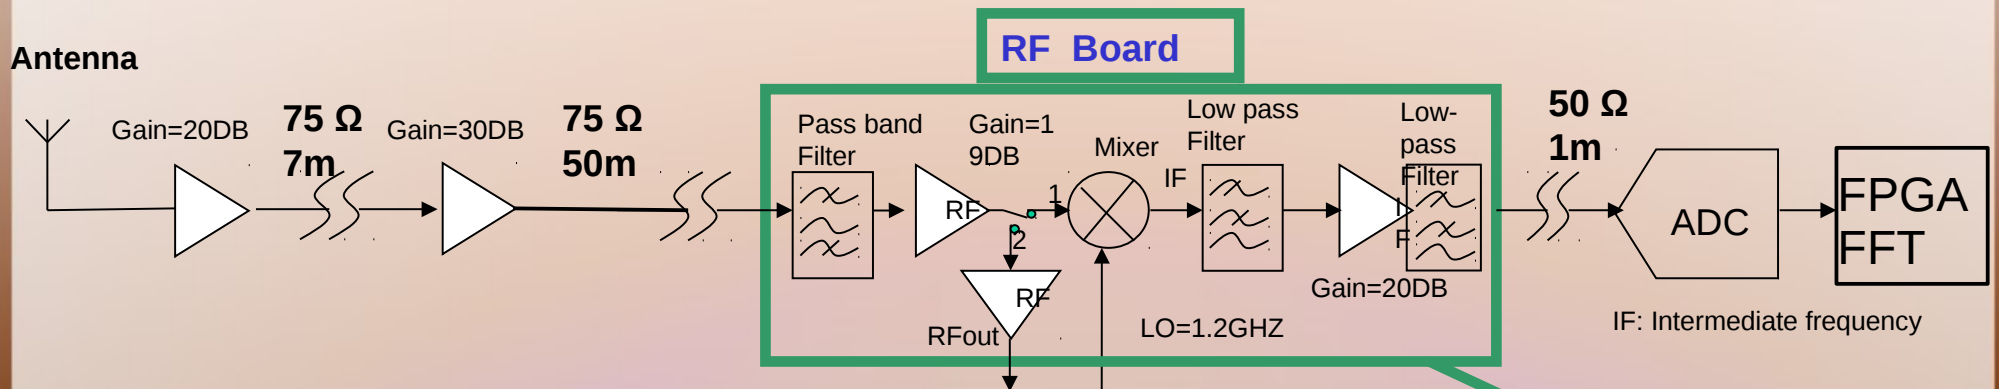 RF  Board
Antenna
Gain=20DB
75 Ω
7m
Gain=30DB
75 Ω
50m
Pass band
Filter
Gain=1
9DB
RF
1
2
Mixer
IF
Low pass
Filter
Low-
pass
Filter
I
F
Gain=20DB
RF
RFout
LO=1.2GHZ
50 Ω
1m
ADC
FPGA
FFT
IF: Intermediate frequency